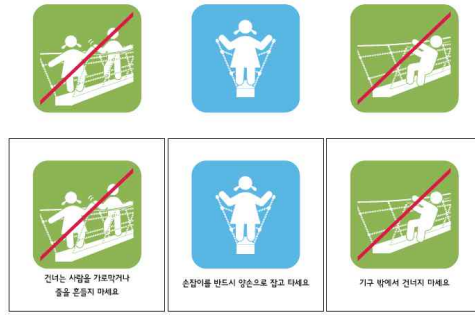 건너는 사람을 가로막거나
줄을 흔들지 마세요
손잡이를 반드시 양손으로 잡고 타세요
기구 밖에서 건너지 마세요